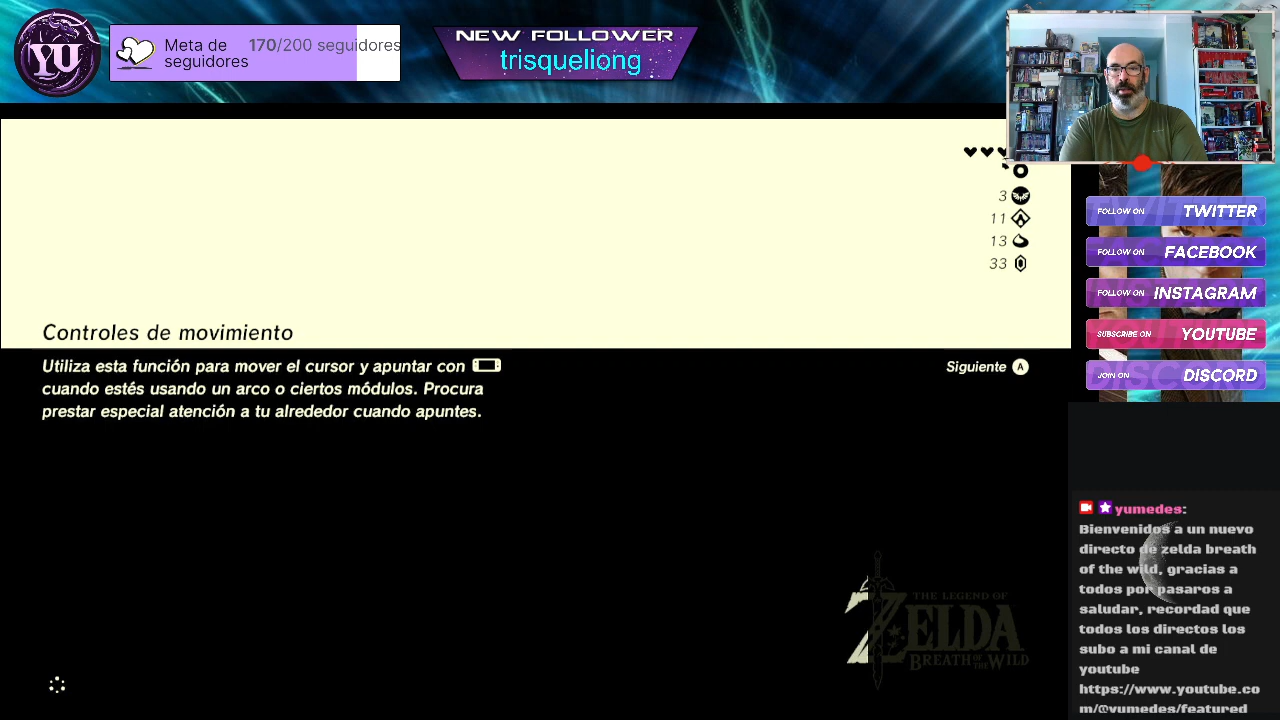 YU
Meta de seguidores
170/200 seguidores
NEW FOLLOWER
trisqueliong
3
11
13
33
Controles de movimiento
Utiliza esta función para mover el cursor y apuntar con
cuando estés usando un arco o ciertos módulos. Procura
prestar especial atención a tu alrededor cuando apuntes.
Siguiente A
THE LEGEND OF
ZELDA
BREATH OF THE WILD
FOLLOW ON TWITTER
FOLLOW ON FACEBOOK
FOLLOW ON INSTAGRAM
SUBSCRIBE ON YOUTUBE
JOIN ON DISCORD
yumedes:
Bienvenidos a un nuevo
directo de zelda breath
of the wild, gracias a
todos por pasaros a
saludar, recordad que
todos los directos los
subo a mi canal de
youtube
https://www.youtube.co
m/@yumedes/featured